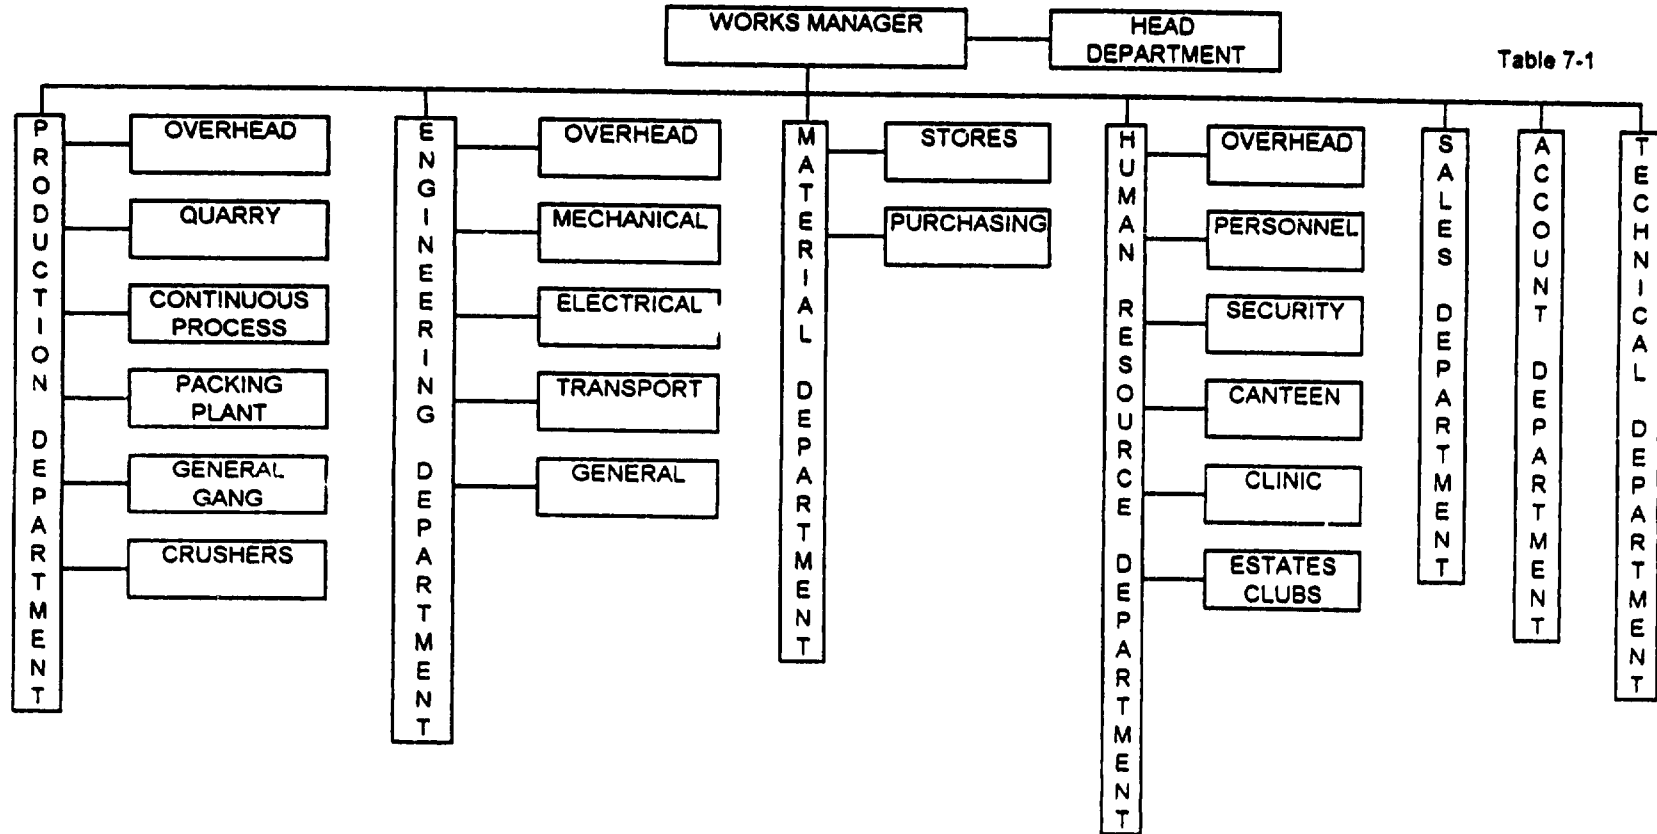 WORKS MANAGER
HEAD
DEPARTMENT
Table 7-1
PRODUCTION DEPARTMENT
OVERHEAD
QUARRY
CONTINUOUS
PROCESS
PACKING
PLANT
GENERAL
GANG
CRUSHERS
ENGINEERING DEPARTMENT
OVERHEAD
MECHANICAL
ELECTRICAL
TRANSPORT
GENERAL
MATERIAL DEPARTMENT
STORES
PURCHASING
HUMAN RESOURCE DEPARTMENT
OVERHEAD
PERSONNEL
SECURITY
CANTEEN
CLINIC
ESTATES
CLUBS
SALES DEPARTMENT
ACCOUNT DEPARTMENT
TECHNICAL DEPARTMENT